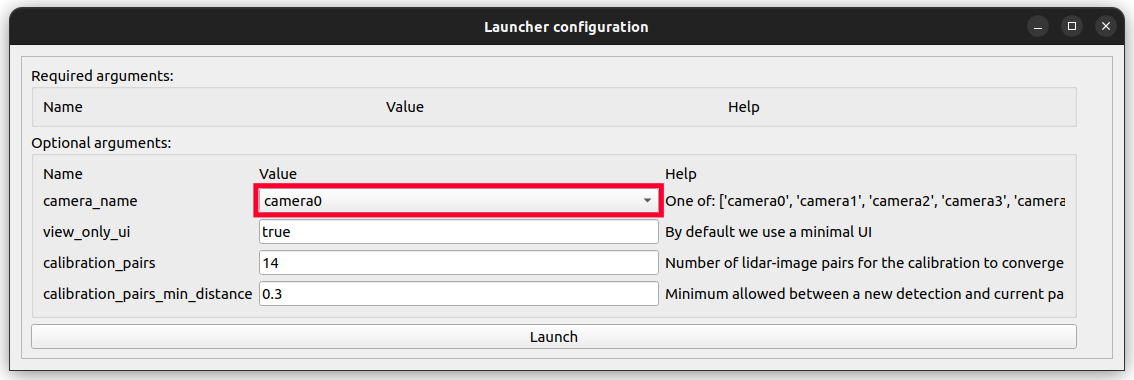 Launcher configuration
Required arguments:
Name Value Help
Optional arguments:
Name Value Help
camera_name camera0 One of: ['camera0', 'camera1', 'camera2', 'camera3', 'camera
view_only_ui true By default we use a minimal UI
calibration_pairs 14 Number of lidar-image pairs for the calibration to converge
calibration_pairs_min_distance 0.3 Minimum allowed between a new detection and current pa
Launch